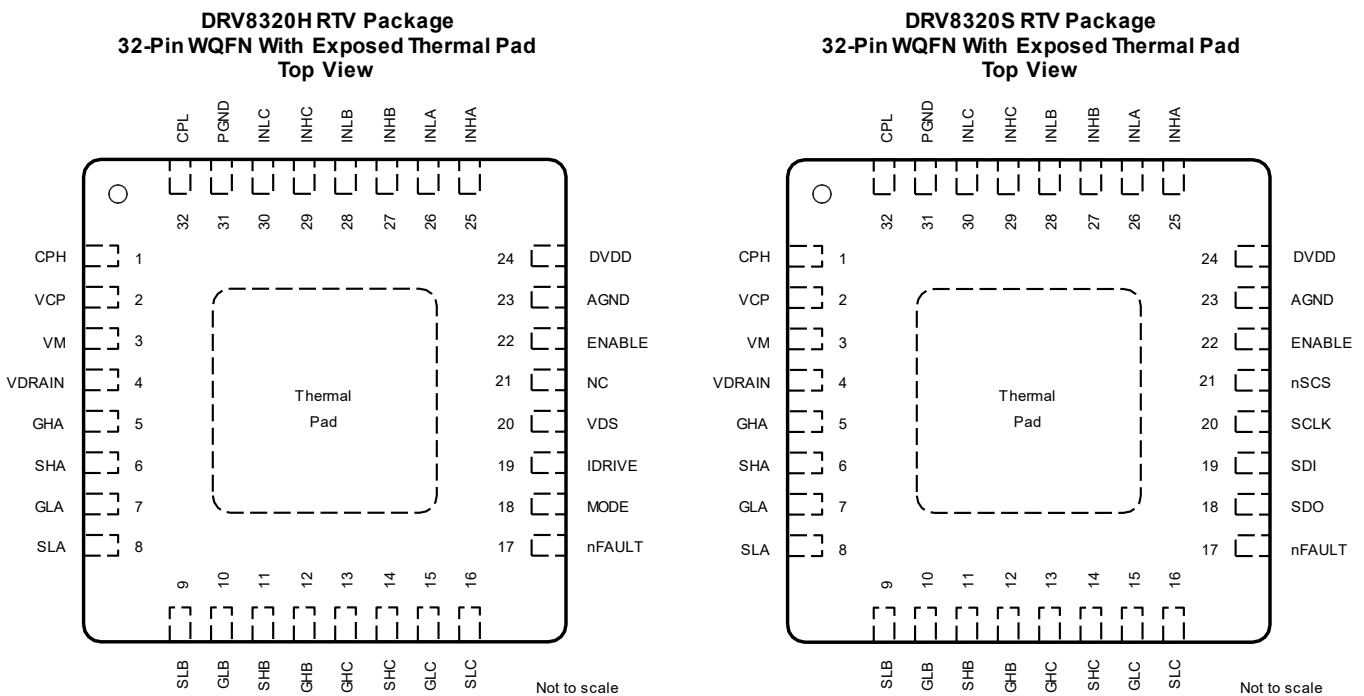 DRV8320H RTV Package
32-Pin WQFN With Exposed Thermal Pad
Top View
CPL
PGND
INLC
INHC
INLB
INHB
INLA
INHA
32
31
30
29
28
27
26
25
CPH 1
VCP 2
VM 3
VDRAIN 4
GHA 5
SHA 6
GLA 7
SLA 8
Thermal
Pad
24 DVDD
23 AGND
22 ENABLE
21 NC
20 VDS
19 IDRIVE
18 MODE
17 nFAULT
9
10
11
12
13
14
15
16
SLB
GLB
SHB
GHB
GHC
SHC
GLC
SLC
Not to scale
DRV8320S RTV Package
32-Pin WQFN With Exposed Thermal Pad
Top View
CPL
PGND
INLC
INHC
INLB
INHB
INLA
INHA
32
31
30
29
28
27
26
25
CPH 1
VCP 2
VM 3
VDRAIN 4
GHA 5
SHA 6
GLA 7
SLA 8
Thermal
Pad
24 DVDD
23 AGND
22 ENABLE
21 nSCS
20 SCLK
19 SDI
18 SDO
17 nFAULT
9
10
11
12
13
14
15
16
SLB
GLB
SHB
GHB
GHC
SHC
GLC
SLC
Not to scale